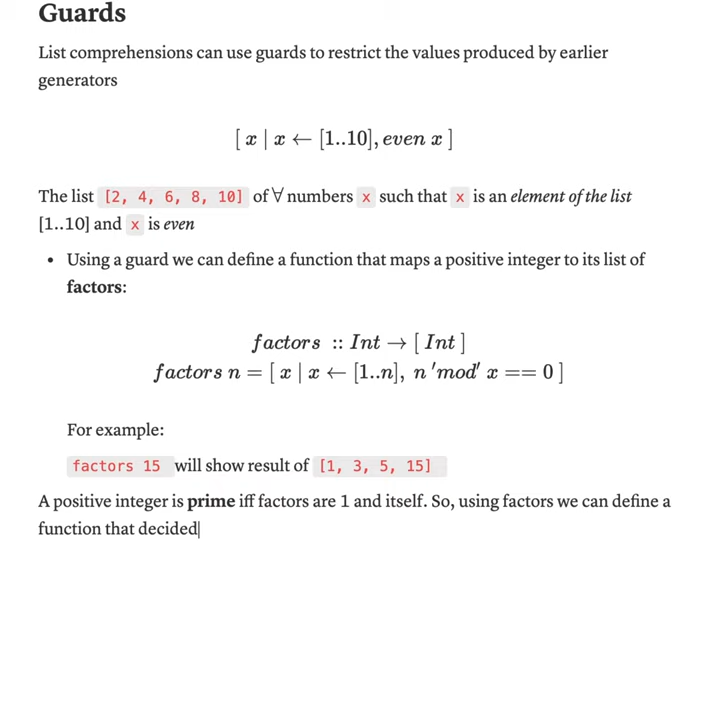 Guards
List comprehensions can use guards to restrict the values produced by earlier
generators
[ x | x ← [1..10], even x ]
The list [2, 4, 6, 8, 10] of ∀ numbers x such that x is an element of the list
[1..10] and x is even
• Using a guard we can define a function that maps a positive integer to its list of
factors:
factors :: Int → [ Int ]
factors n = [ x | x ← [1..n], n ′mod′ x == 0 ]
For example:
factors 15 will show result of [1, 3, 5, 15]
A positive integer is prime iff factors are 1 and itself. So, using factors we can define a
function that decided